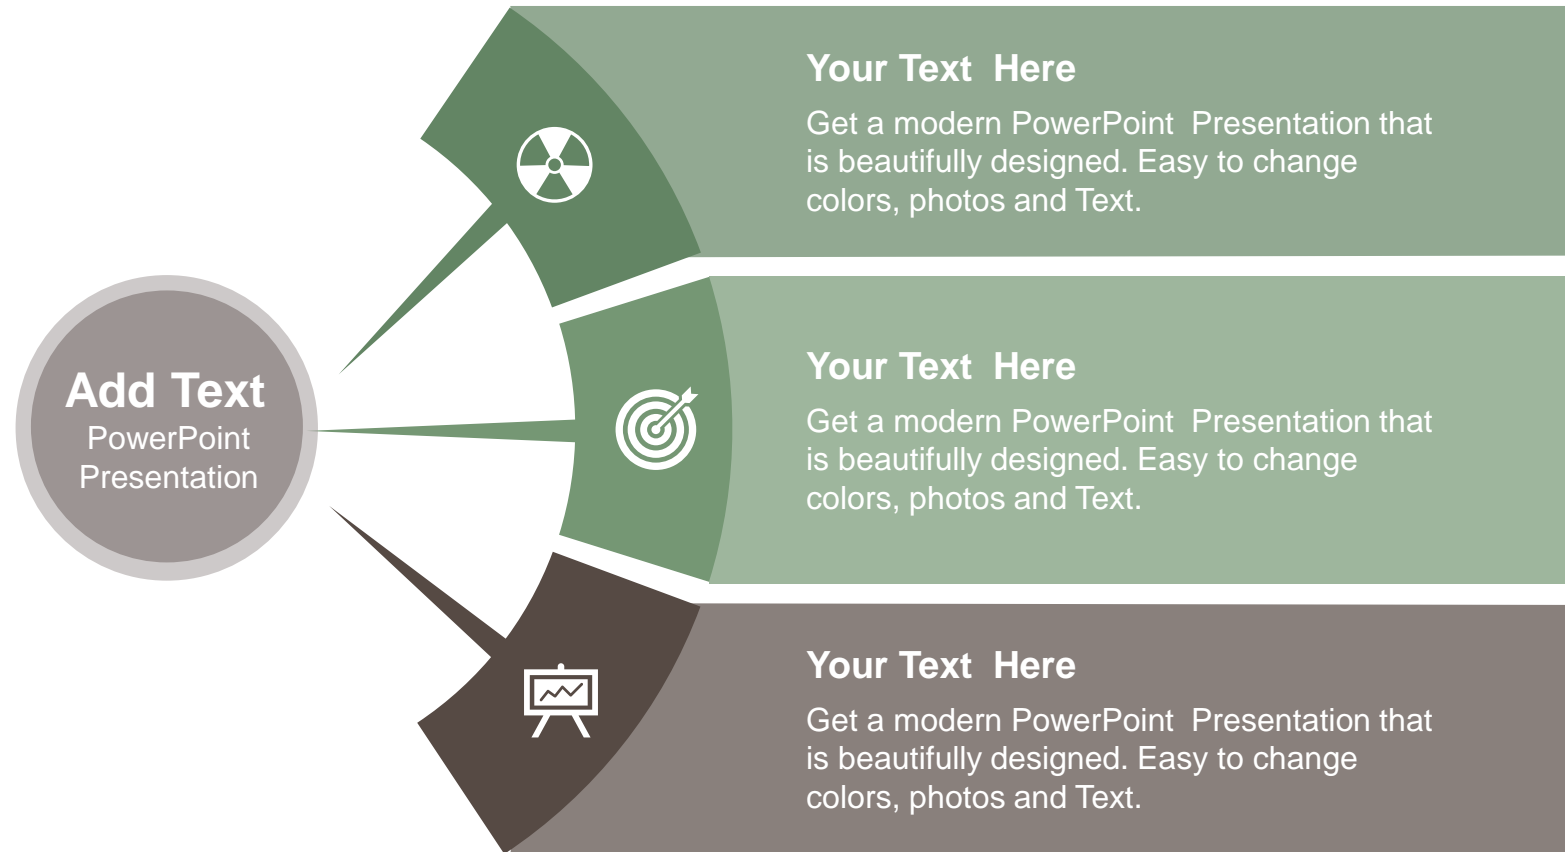 Add Text
PowerPoint
Presentation
Your Text  Here
Get a modern PowerPoint  Presentation that
is beautifully designed. Easy to change
colors, photos and Text.
Your Text  Here
Get a modern PowerPoint  Presentation that
is beautifully designed. Easy to change
colors, photos and Text.
Your Text  Here
Get a modern PowerPoint  Presentation that
is beautifully designed. Easy to change
colors, photos and Text.